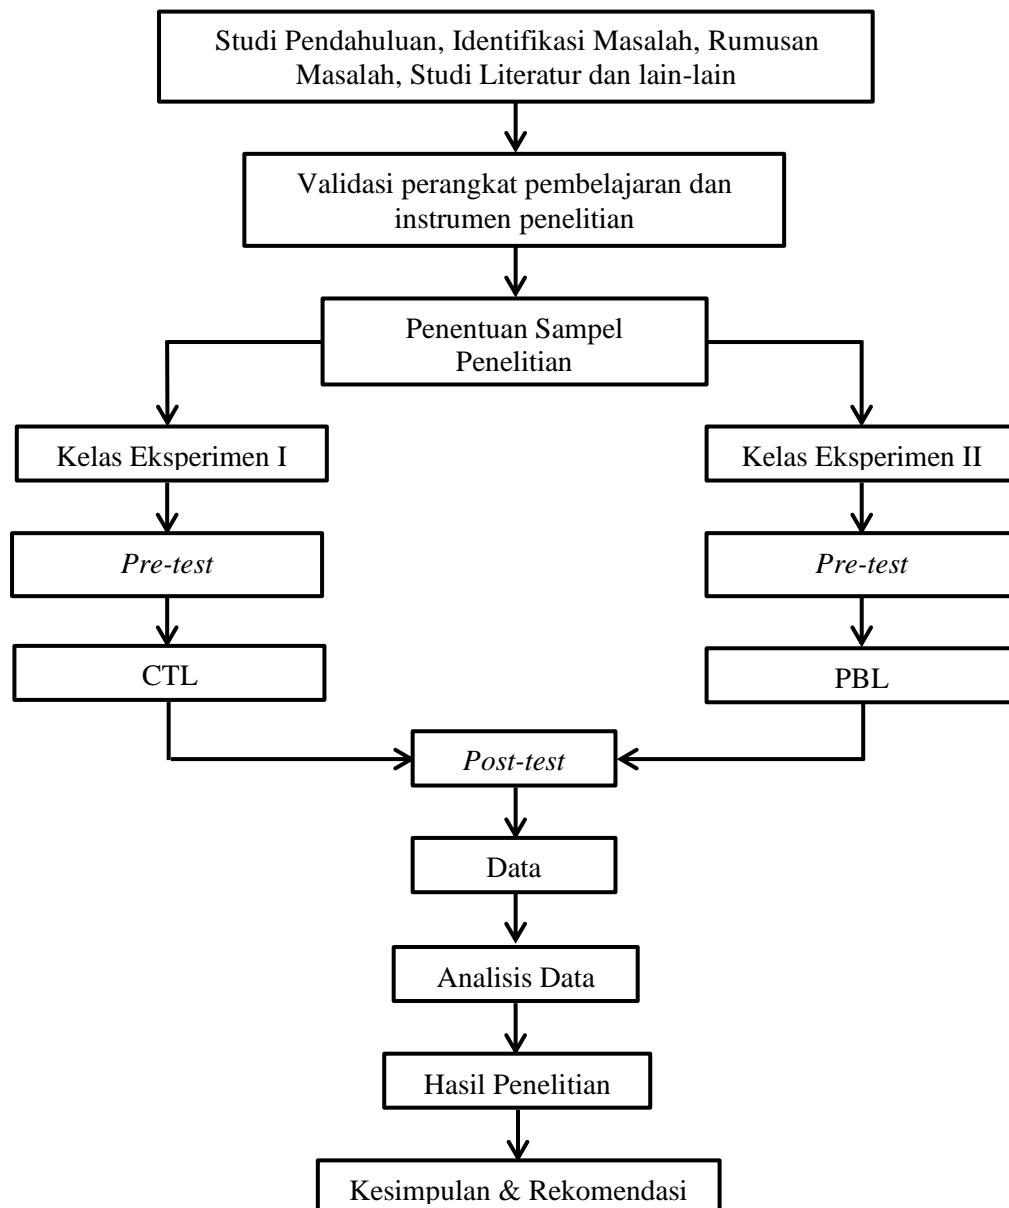 Studi Pendahuluan, Identifikasi Masalah, Rumusan
Masalah, Studi Literatur dan lain-lain
Validasi perangkat pembelajaran dan
instrumen penelitian
Penentuan Sampel
Penelitian
Kelas Eksperimen I
Kelas Eksperimen II
Pre-test
Pre-test
CTL
PBL
Post-test
Data
Analisis Data
Hasil Penelitian
Kesimpulan & Rekomendasi